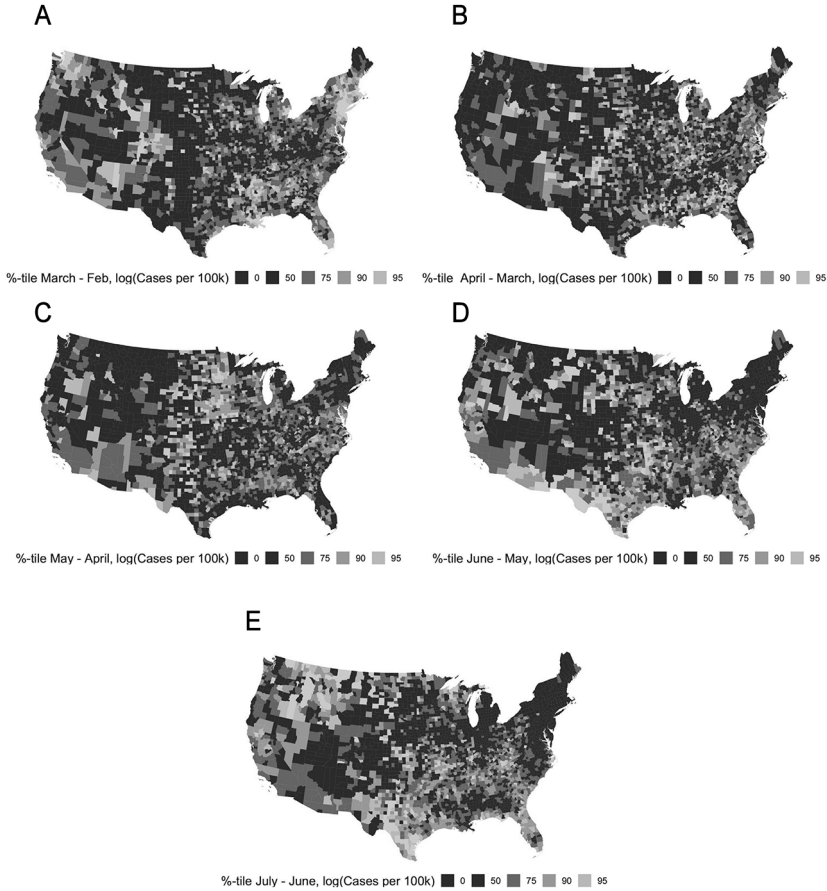 A
B
%-tile March - Feb, log(Cases per 100k) 0 50 75 90 95
%-tile April - March, log(Cases per 100k) 0 50 75 90 95
C
D
%-tile May - April, log(Cases per 100k) 0 50 75 90 95
%-tile June - May, log(Cases per 100k) 0 50 75 90 95
E
%-tile July - June, log(Cases per 100k) 0 50 75 90 95